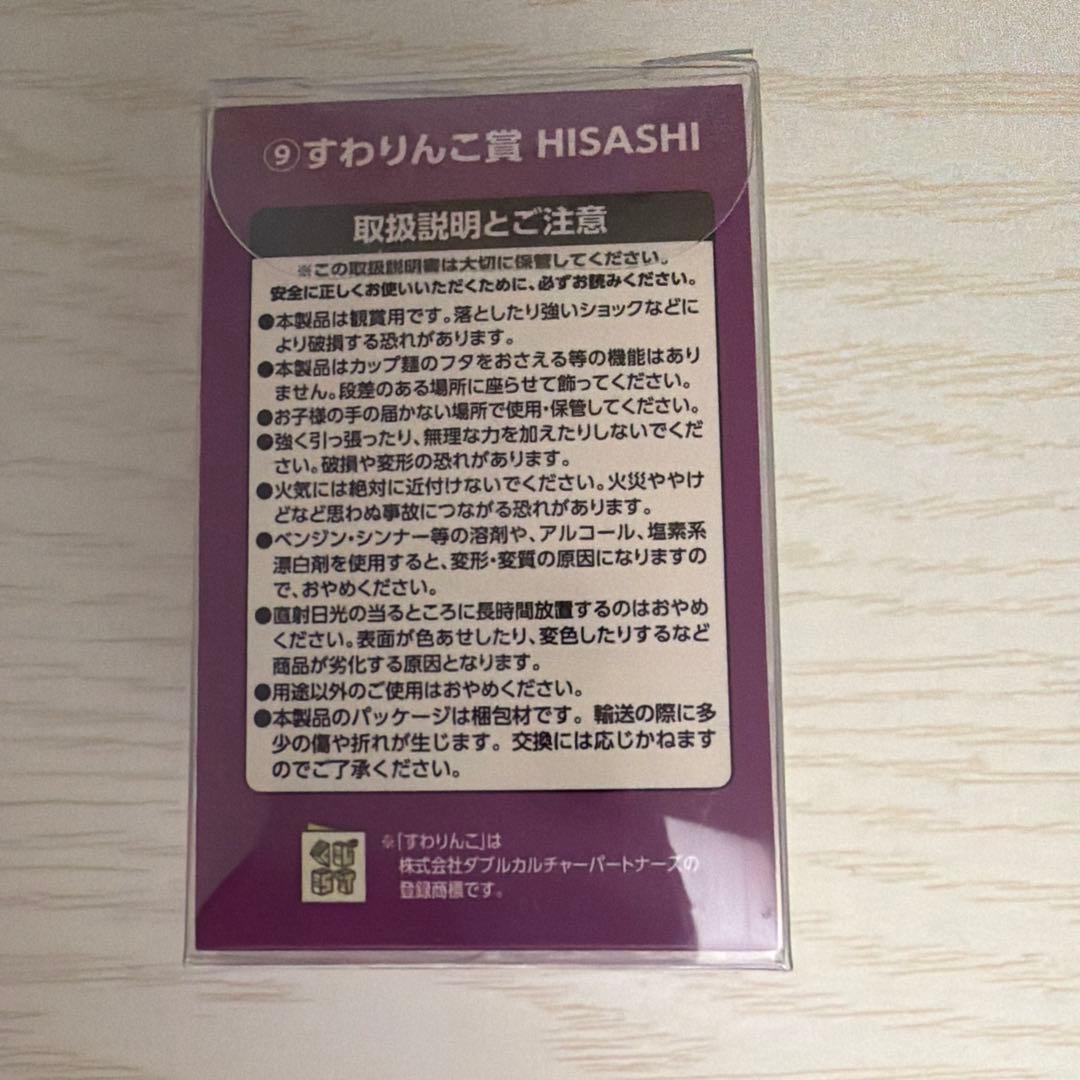 ⑨すわりんこ賞 HISASHI
取扱説明とご注意
※この取扱説明書は大切に保管してください。
安全に正しくお使いいただくために、必ずお読みください。
●本製品は観賞用です。落としたり強いショックなどに
より破損する恐れがあります。
●本製品はカップ麺のフタをおさえる等の機能はあり
ません。段差のある場所に座らせて飾ってください。
●お子様の手の届かない場所で使用・保管してください。
●強く引っ張ったり、無理な力を加えたりしないでくだ
さい。破損や変形の恐れがあります。
●火気には絶対に近付けないでください。火災ややけ
どなど思わぬ事故につながる恐れがあります。
●ベンジン・シンナー等の溶剤や、アルコール、塩素系
漂白剤を使用すると、変形・変質の原因になりますの
で、おやめください。
●直射日光の当るところに長時間放置するのはおやめ
ください。表面が色あせしたり、変色したりするなど
商品が劣化する原因となります。
●用途以外のご使用はおやめください。
●本製品のパッケージは梱包材です。輸送の際に多
少の傷や折れが生じます。交換には応じかねます
のでご了承ください。
※「すわりんこ」は
株式会社ダブルカルチャーパートナーズの
登録商標です。